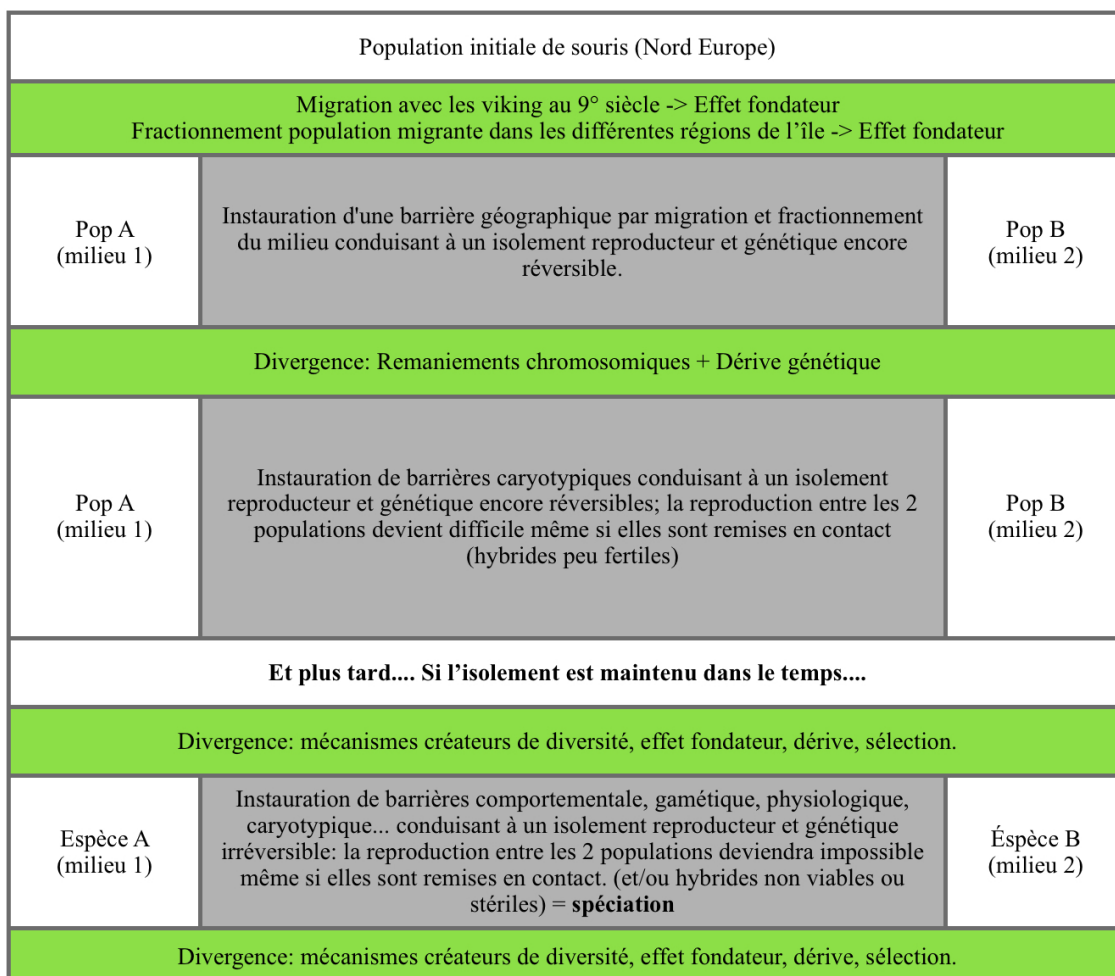 Population initiale de souris (Nord Europe)
Migration avec les viking au 9° siècle -> Effet fondateur
Fractionnement population migrante dans les différentes régions de l'île -> Effet fondateur
Pop A
(milieu 1)
Instauration d'une barrière géographique par migration et fractionnement
du milieu conduisant à un isolement reproducteur et génétique encore
réversible.
Pop B
(milieu 2)
Divergence: Remaniements chromosomiques + Dérive génétique
Pop A
(milieu 1)
Instauration de barrières caryotypiques conduisant à un isolement
reproducteur et génétique encore réversibles; la reproduction entre les 2
populations devient difficile même si elles sont remises en contact
(hybrides peu fertiles)
Pop B
(milieu 2)
Et plus tard.... Si l'isolement est maintenu dans le temps....
Divergence: mécanismes créateurs de diversité, effet fondateur, dérive, sélection.
Espèce A
(milieu 1)
Instauration de barrières comportementale, gamétique, physiologique,
caryotypique... conduisant à un isolement reproducteur et génétique
irréversible: la reproduction entre les 2 populations deviendra impossible
même si elles sont remises en contact. (et/ou hybrides non viables ou
stériles) = spéciation
Éspèce B
(milieu 2)
Divergence: mécanismes créateurs de diversité, effet fondateur, dérive, sélection.